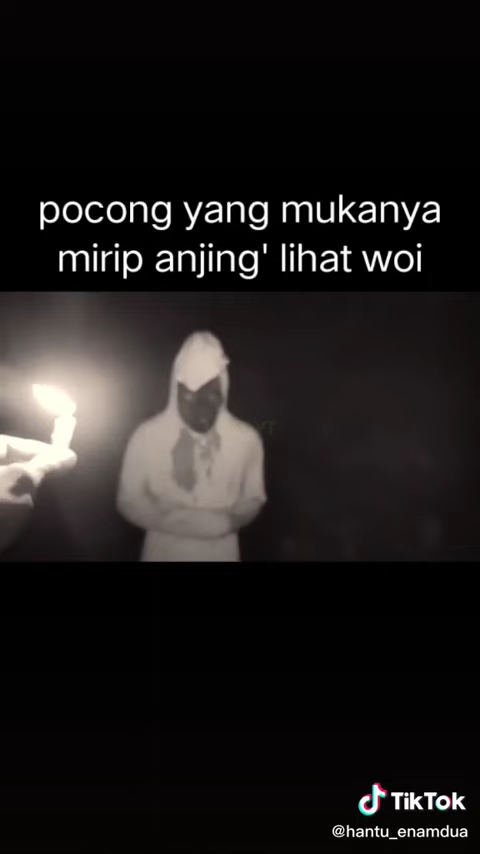 pocong yang mukanya
mirip anjing' lihat woi
TikTok
@hantu_enamdua